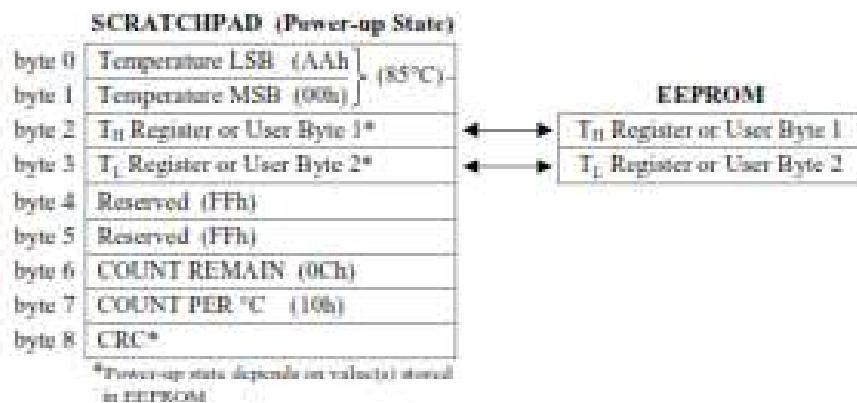 SCRATCHPAD (Power-up State)
byte 0 Temperature LSB (AAh
byte 1 Temperature MSB (00h)
(85°C)
byte 2 TH Register or User Byte 1*
byte 3 TL Register or User Byte 2*
byte 4 Reserved (FFh)
byte 5 Reserved (FFh)
byte 6 COUNT REMAIN (0Ch)
byte 7 COUNT PER °C (10h)
byte 8 CRC*
*Power-up state depends on value(s) stored
in EEPROM
EEPROM
TH Register or User Byte 1
TL Register or User Byte 2